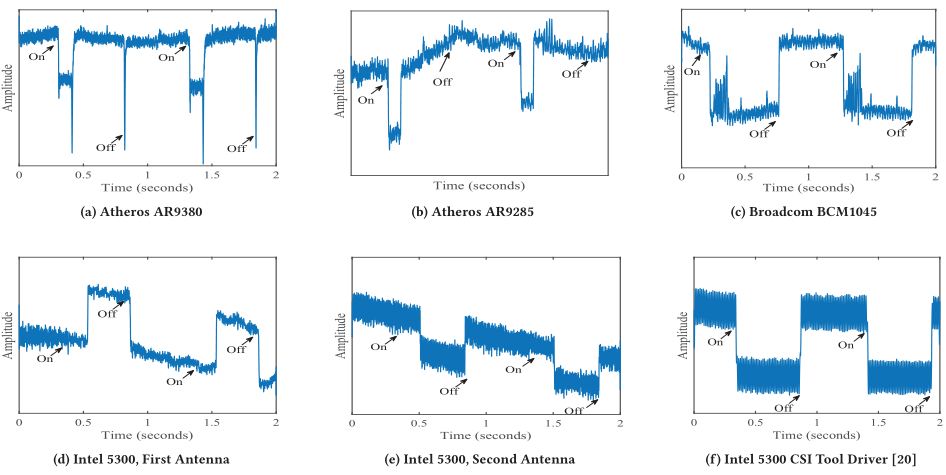 Amplitude
On
Off
On
Off
0
0.5
1
1.5
2
Time (seconds)
(a) Atheros AR9380
Amplitude
On
Off
On
Off
Time (seconds)
(b) Atheros AR9285
Amplitude
On
Off
On
Off
0
0.5
1
1.5
2
Time (seconds)
(c) Broadcom BCM1045
Amplitude
On
Off
On
Off
0
0.5
1
1.5
2
Time (seconds)
(d) Intel 5300, First Antenna
Amplitude
On
Off
On
Off
0
0.5
1
1.5
2
Time (seconds)
(e) Intel 5300, Second Antenna
Amplitude
On
Off
On
Off
0
0.5
1
1.5
2
Time (seconds)
(f) Intel 5300 CSI Tool Driver [20]